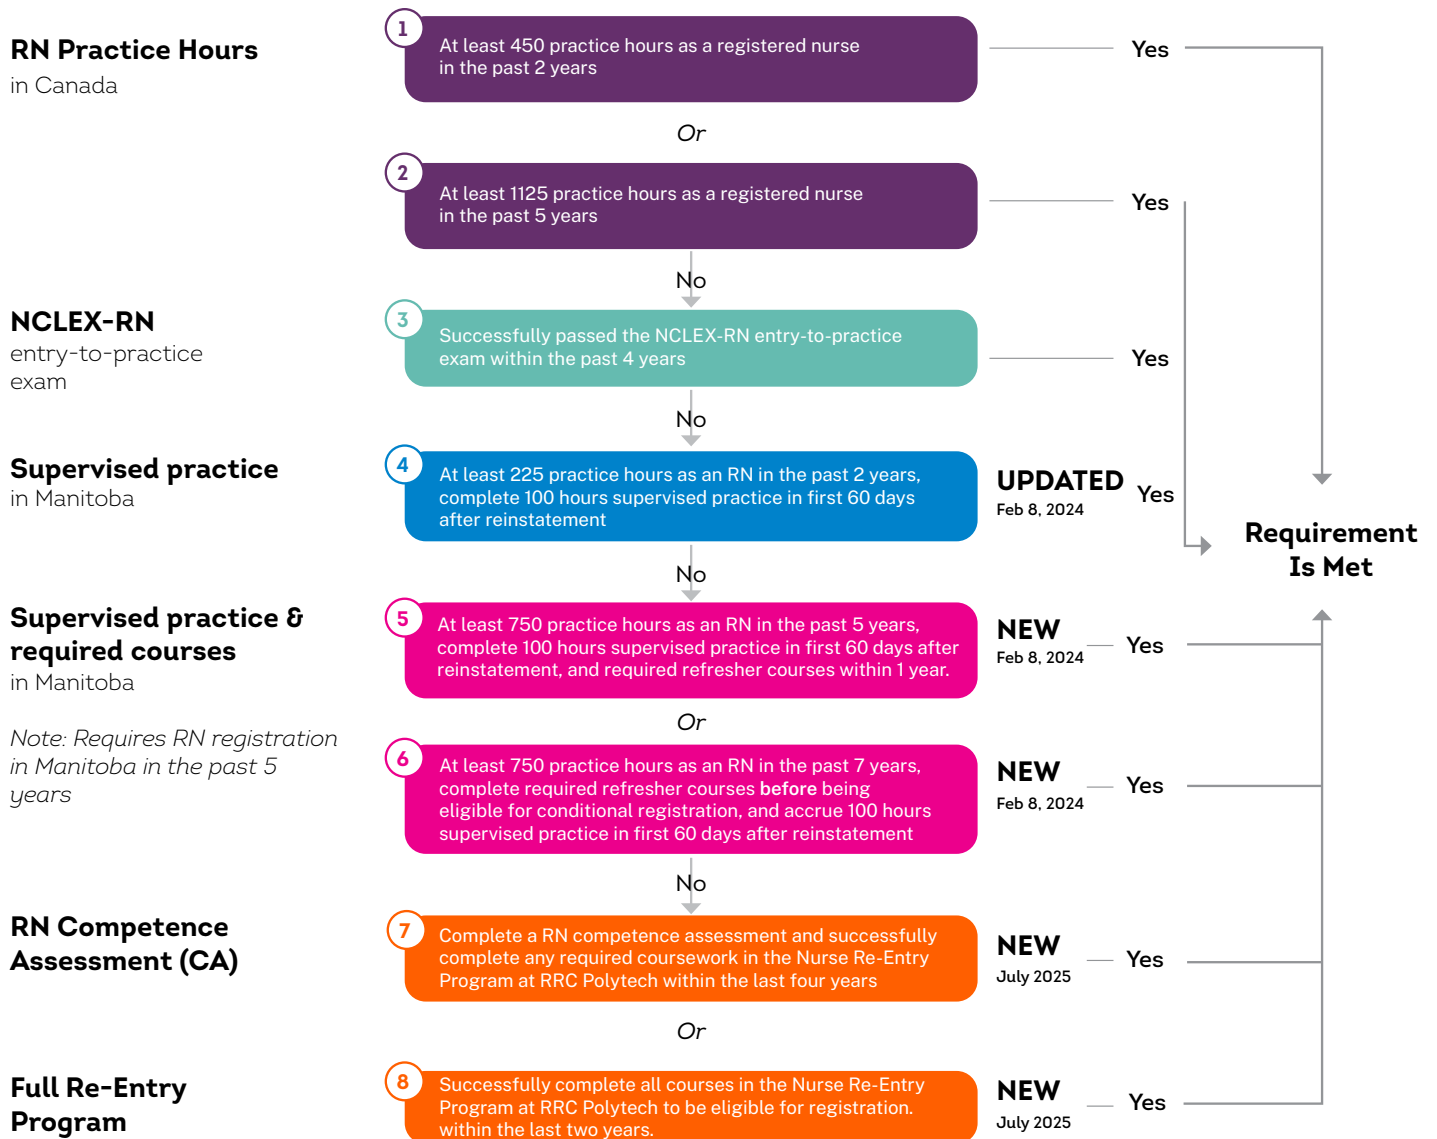 RN Practice Hours
in Canada
1
At least 450 practice hours as a registered nurse
in the past 2 years
Yes
Or
2
At least 1125 practice hours as a registered nurse
in the past 5 years
Yes
No
NCLEX-RN
entry-to-practice
exam
3
Successfully passed the NCLEX-RN entry-to-practice
exam within the past 4 years
Yes
No
Supervised practice
in Manitoba
4
At least 225 practice hours as an RN in the past 2 years,
complete 100 hours supervised practice in first 60 days
after reinstatement
UPDATED
Feb 8, 2024
Yes
Requirement
Is Met
No
Supervised practice &
required courses
in Manitoba
Note: Requires RN registration
in Manitoba in the past 5
years
5
At least 750 practice hours as an RN in the past 5 years,
complete 100 hours supervised practice in first 60 days after
reinstatement, and required refresher courses within 1 year.
NEW
Feb 8, 2024
Yes
Or
6
At least 750 practice hours as an RN in the past 7 years,
complete required refresher courses before being
eligible for conditional registration, and accrue 100 hours
supervised practice in first 60 days after reinstatement
NEW
Feb 8, 2024
Yes
No
RN Competence
Assessment (CA)
7
Complete a RN competence assessment and successfully
complete any required coursework in the Nurse Re-Entry
Program at RRC Polytech within the last four years
NEW
July 2025
Yes
Or
Full Re-Entry
Program
8
Successfully complete all courses in the Nurse Re-Entry
Program at RRC Polytech to be eligible for registration.
within the last two years.
NEW
July 2025
Yes